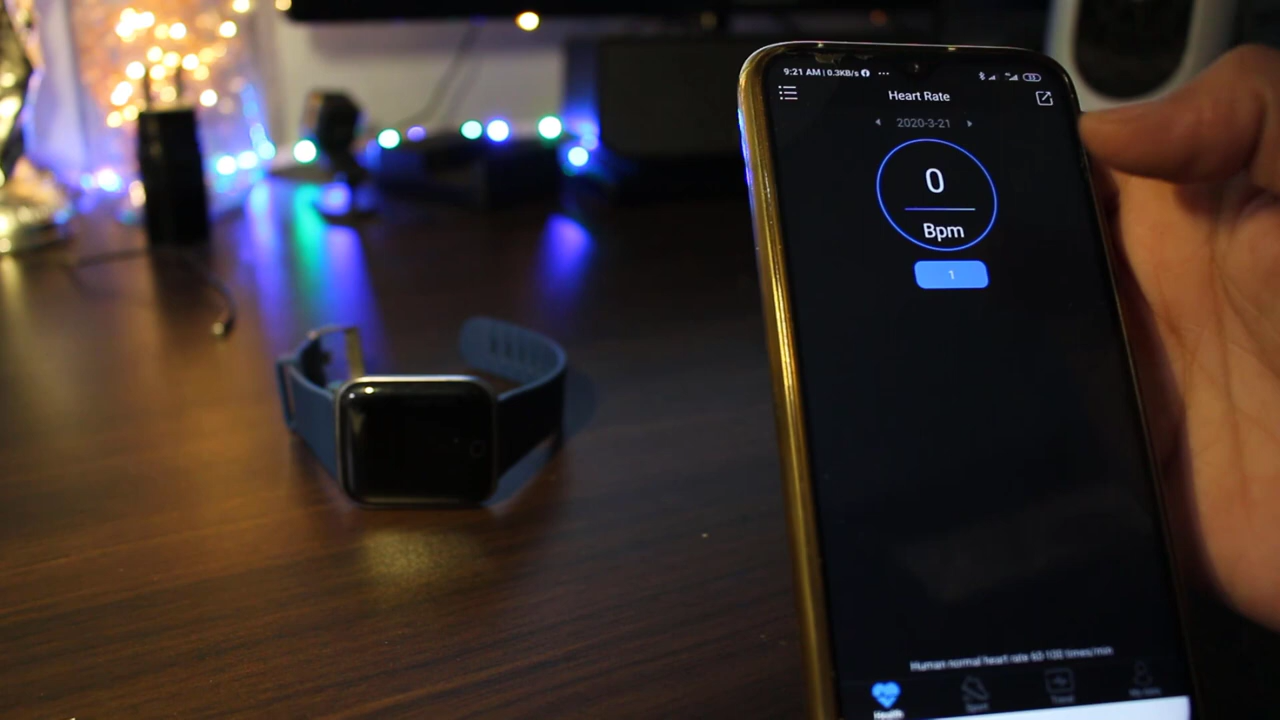 9:21 AM | 0.3KB/s ...
Heart Rate
2020-3-21
0
Bpm
1
Human normal heart rate 60-100 times/min
Health
Sport